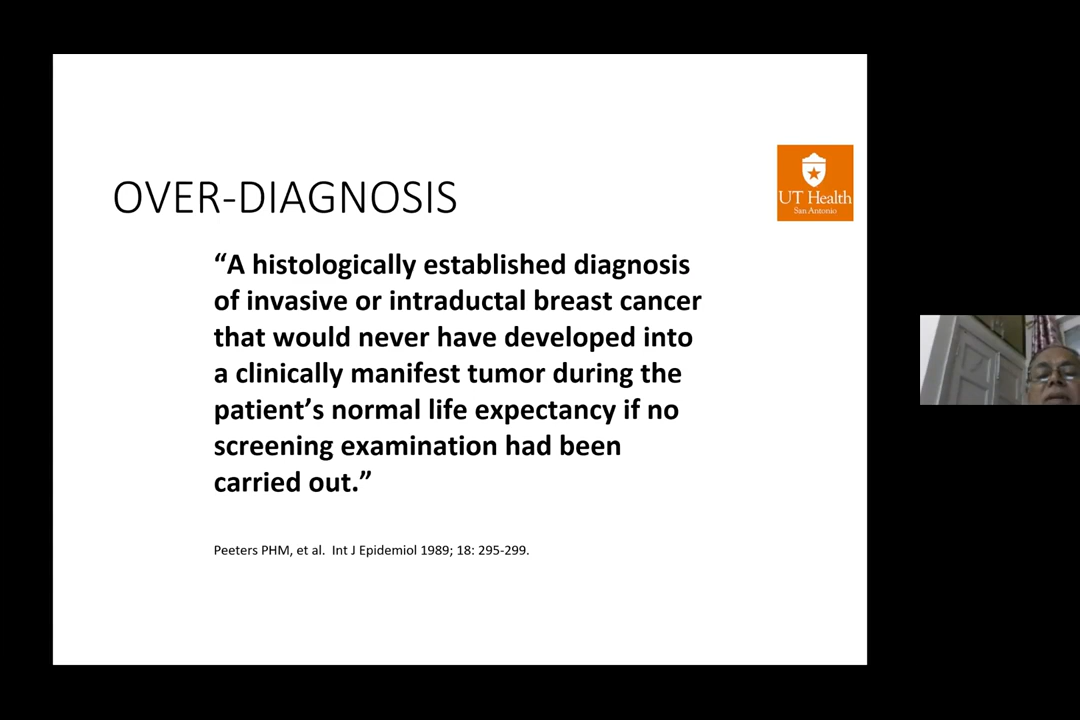 OVER-DIAGNOSIS
UT Health
San Antonio
“A histologically established diagnosis
of invasive or intraductal breast cancer
that would never have developed into
a clinically manifest tumor during the
patient’s normal life expectancy if no
screening examination had been
carried out.”
Peeters PHM, et al.  Int J Epidemiol 1989; 18: 295-299.